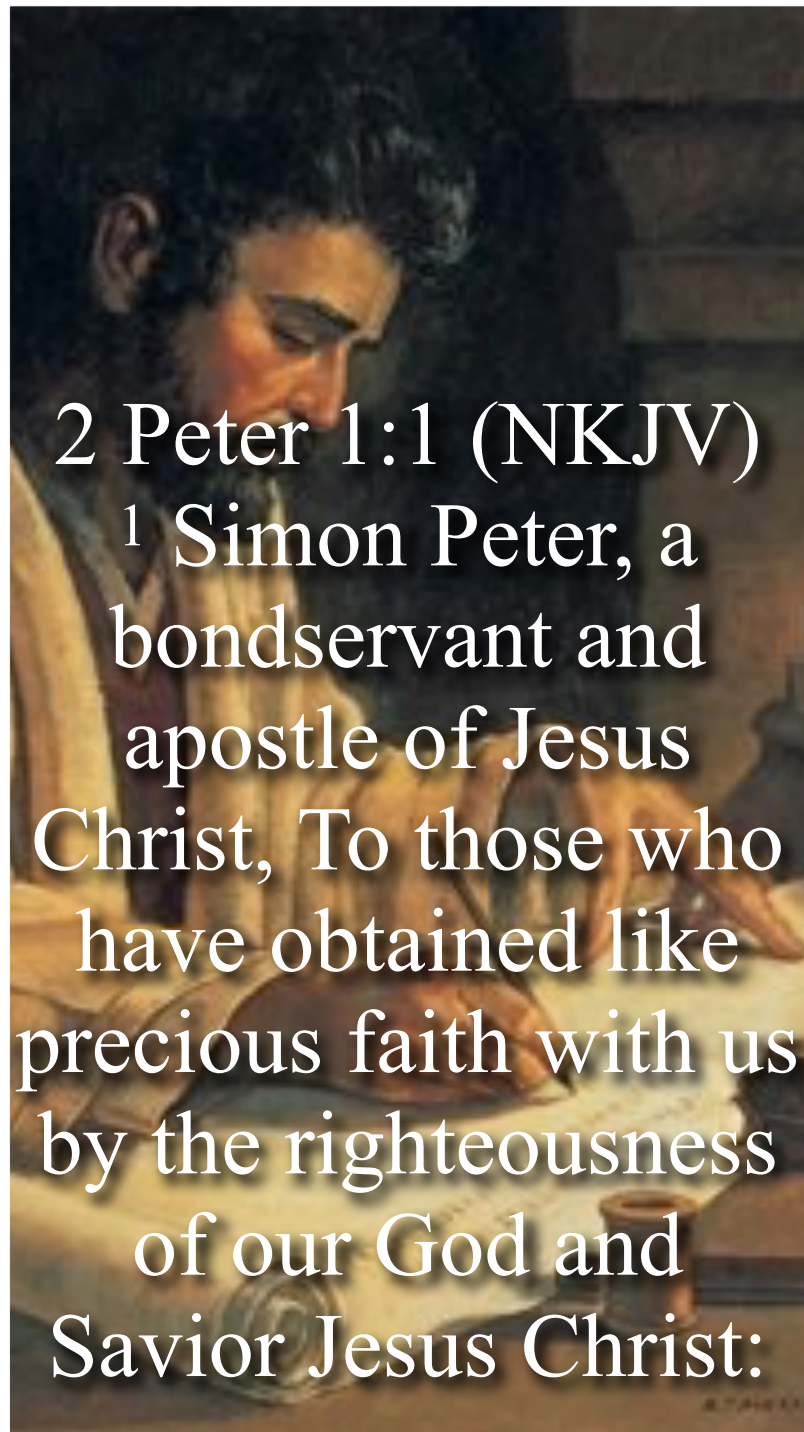 2 Peter 1:1 (NKJV)
1 Simon Peter, a
bondservant and
apostle of Jesus
Christ, To those who
have obtained like
precious faith with us
by the righteousness
of our God and
Savior Jesus Christ: